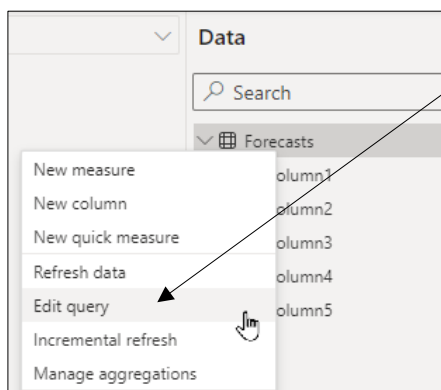 Data
Search
Forecasts
olumn1
olumn2
olumn3
olumn4
olumn5
New measure
New column
New quick measure
Refresh data
Edit query
Incremental refresh
Manage aggregations